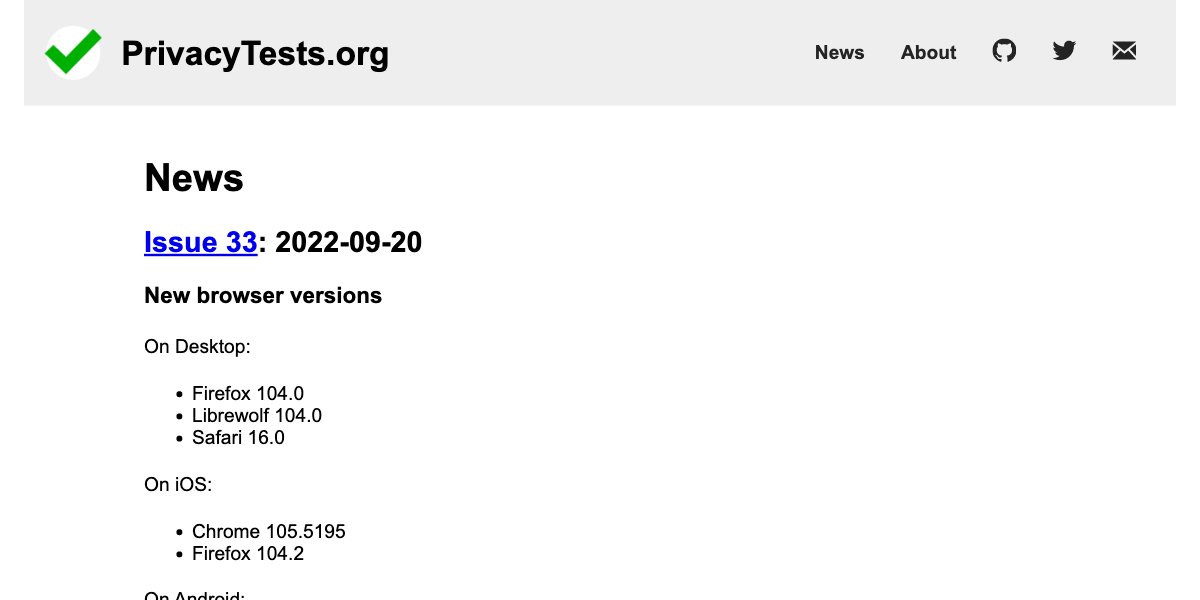 PrivacyTests.org
News
About
News
Issue 33: 2022-09-20
New browser versions
On Desktop:
• Firefox 104.0
• Librewolf 104.0
• Safari 16.0
On iOS:
• Chrome 105.5195
• Firefox 104.2
On Android: